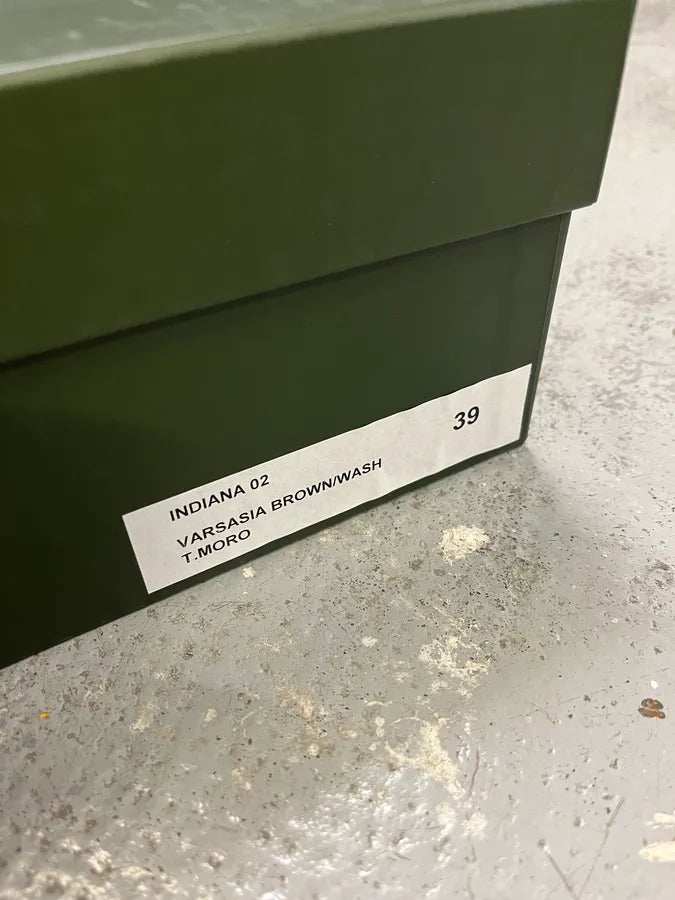 INDIANA 02
39
VARSASIA BROWN/WASH
T.MORO